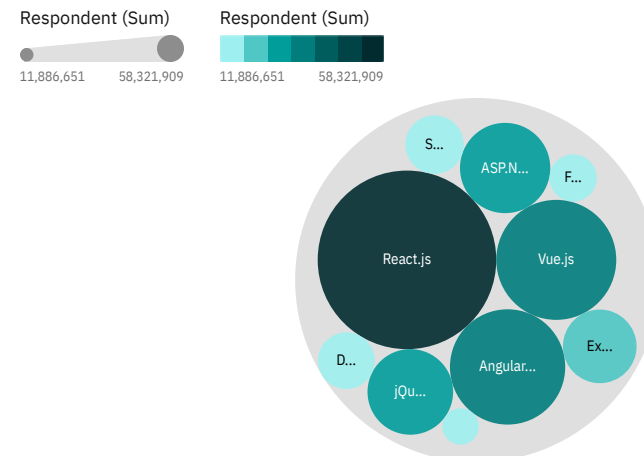 Respondent (Sum)
11,886,651 58,321,909
Respondent (Sum)
11,886,651 58,321,909
S...
ASP.N...
F...
React.js
Vue.js
Ex...
D...
Angular...
jQu...